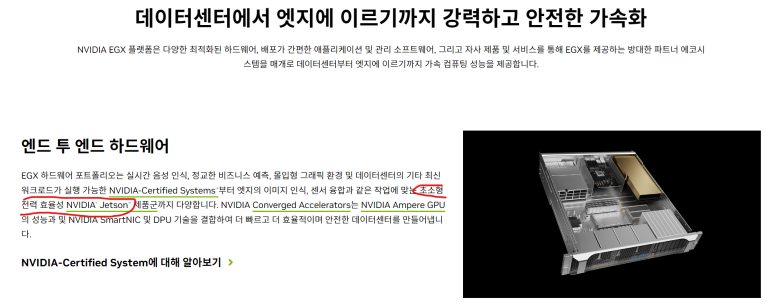 데이터센터에서 엣지에 이르기까지 강력하고 안전한 가속화
NVIDIA EGX 플랫폼은 다양한 최적화된 하드웨어, 배포가 간편한 애플리케이션 및 관리 소프트웨어, 그리고 자사 제품 및 서비스를 통해 EGX를 제공하는 방대한 파트너 에코시
스템을 매개로 데이터센터부터 엣지에 이르기까지 가속 컴퓨팅 성능을 제공합니다.
엔드 투 엔드 하드웨어
EGX 하드웨어 포트폴리오는 실시간 음성 인식, 정교한 비즈니스 예측, 몰입형 그래픽 환경 및 데이터센터의 기타 최신
워크로드가 실행 가능한 NVIDIA-Certified Systems™부터 엣지의 이미지 인식, 센서 융합과 같은 작업에 맞는 초소형
전력 효율성 NVIDIA® Jetson™ 제품군까지 다양합니다. NVIDIA Converged Accelerators는 NVIDIA Ampere GPU
의 성능과 및 NVIDIA SmartNIC 및 DPU 기술을 결합하여 더 빠르고 더 효율적이며 안전한 데이터센터를 만들어냅니
다.
NVIDIA-Certified System에 대해 알아보기 >